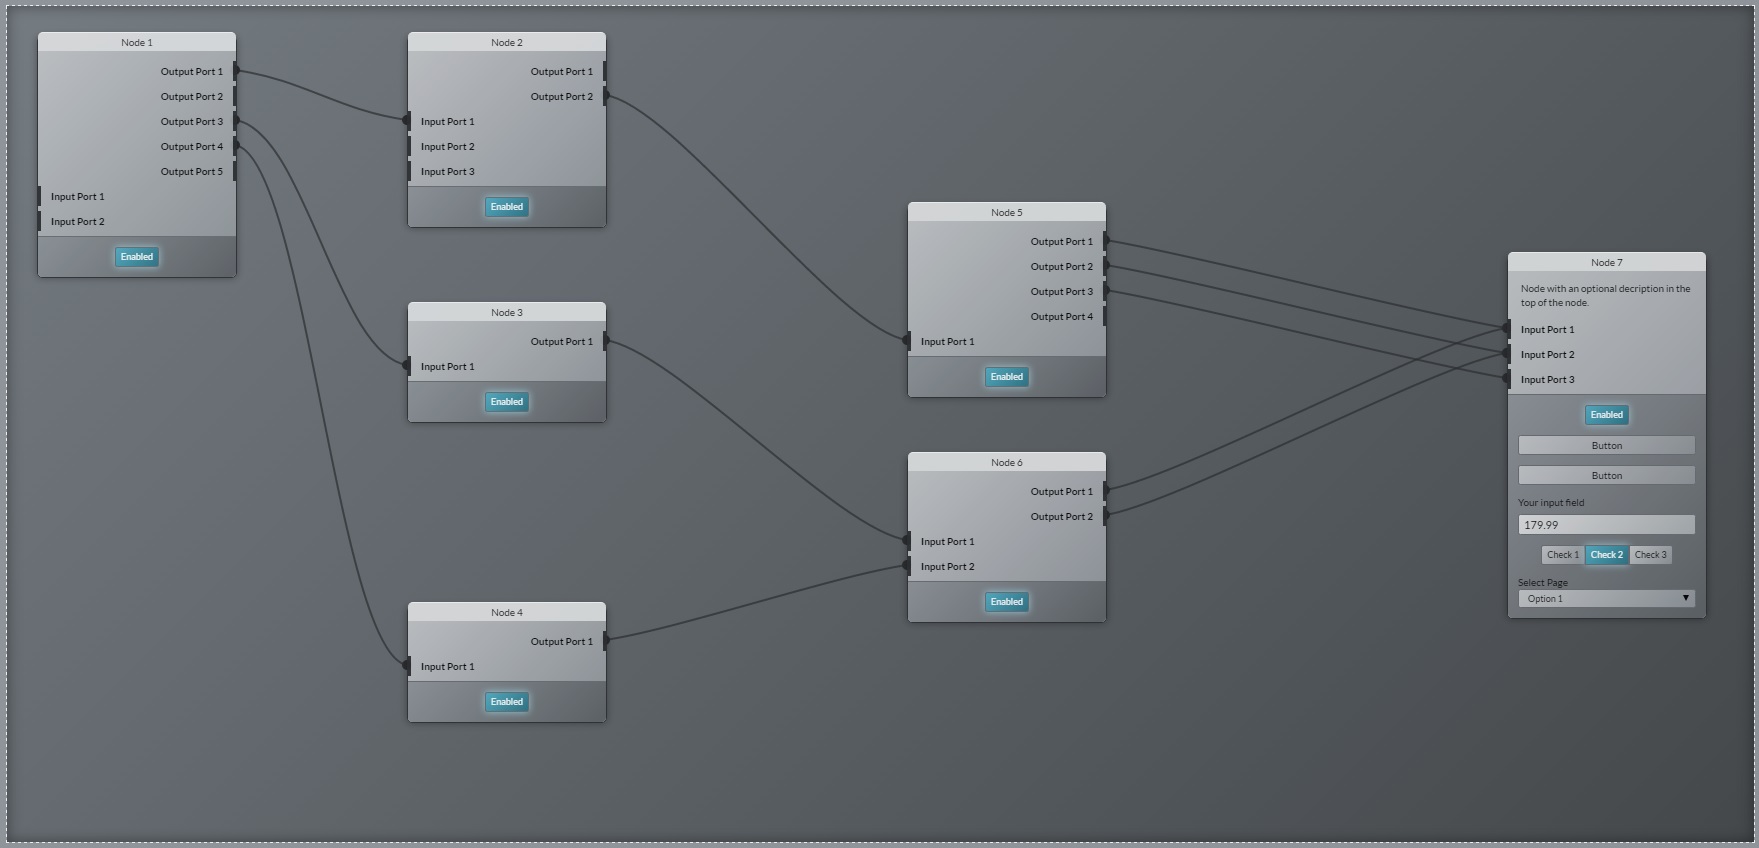 Node 1
Output Port 1
Output Port 2
Output Port 3
Output Port 4
Output Port 5
Input Port 1
Input Port 2
Enabled
Node 2
Output Port 1
Output Port 2
Input Port 1
Input Port 2
Input Port 3
Enabled
Node 3
Output Port 1
Input Port 1
Enabled
Node 4
Output Port 1
Input Port 1
Enabled
Node 5
Output Port 1
Output Port 2
Output Port 3
Output Port 4
Input Port 1
Enabled
Node 6
Output Port 1
Output Port 2
Input Port 1
Input Port 2
Enabled
Node 7
Node with an optional decription in the
top of the node.
Input Port 1
Input Port 2
Input Port 3
Enabled
Button
Button
Your input field
179.99
Check 1 Check 2 Check 3
Select Page
Option 1